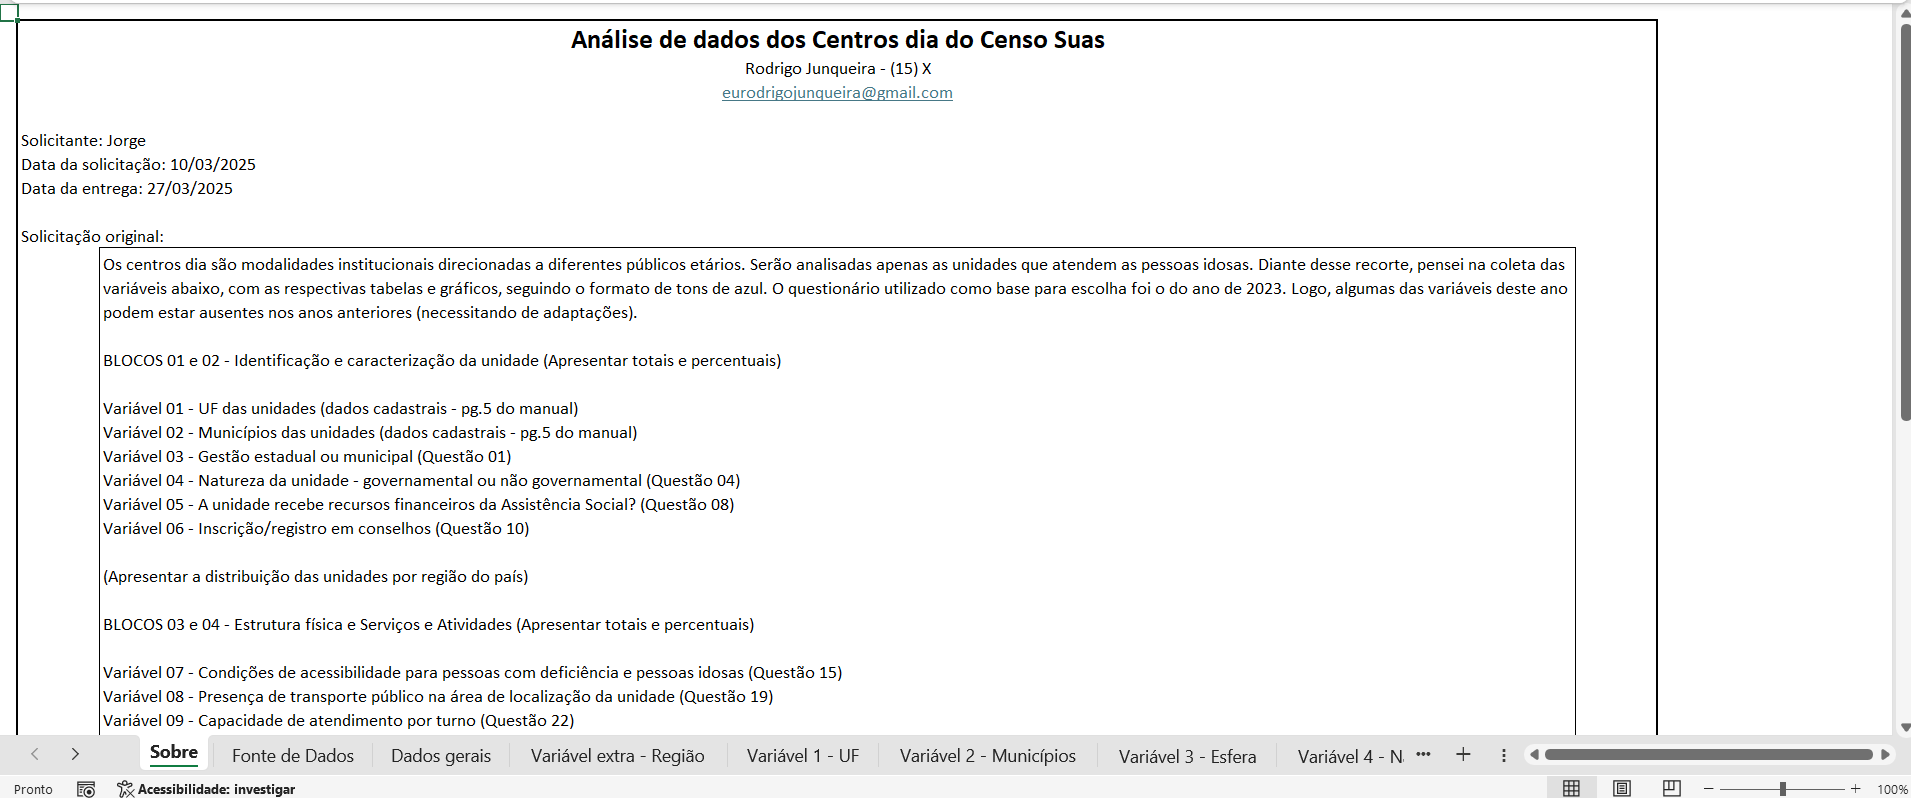 Análise de dados dos Centros dia do Censo Suas
Rodrigo Junqueira - (15) X
eurodrigojunqueira@gmail.com
Solicitante: Jorge
Data da solicitação: 10/03/2025
Data da entrega: 27/03/2025
Solicitação original:
Os centros dia são modalidades institucionais direcionadas a diferentes públicos etários. Serão analisadas apenas as unidades que atendem as pessoas idosas. Diante desse recorte, pensei na coleta das
variáveis abaixo, com as respectivas tabelas e gráficos, seguindo o formato de tons de azul. O questionário utilizado como base para escolha foi o do ano de 2023. Logo, algumas das variáveis deste ano
podem estar ausentes nos anos anteriores (necessitando de adaptações).
BLOCOS 01 e 02 - Identificação e caracterização da unidade (Apresentar totais e percentuais)
Variável 01 - UF das unidades (dados cadastrais - pg.5 do manual)
Variável 02 - Municípios das unidades (dados cadastrais - pg.5 do manual)
Variável 03 - Gestão estadual ou municipal (Questão 01)
Variável 04 - Natureza da unidade - governamental ou não governamental (Questão 04)
Variável 05 - A unidade recebe recursos financeiros da Assistência Social? (Questão 08)
Variável 06 - Inscrição/registro em conselhos (Questão 10)
(Apresentar a distribuição das unidades por região do país)
BLOCOS 03 e 04 - Estrutura física e Serviços e Atividades (Apresentar totais e percentuais)
Variável 07 - Condições de acessibilidade para pessoas com deficiência e pessoas idosas (Questão 15)
Variável 08 - Presença de transporte público na área de localização da unidade (Questão 19)
Variável 09 - Capacidade de atendimento por turno (Questão 22)
Sobre Fonte de Dados Dados gerais Variável extra - Região Variável 1 - UF Variável 2 - Municípios Variável 3 - Esfera Variável 4 - N
Pronto Acessibilidade: investigar 100%